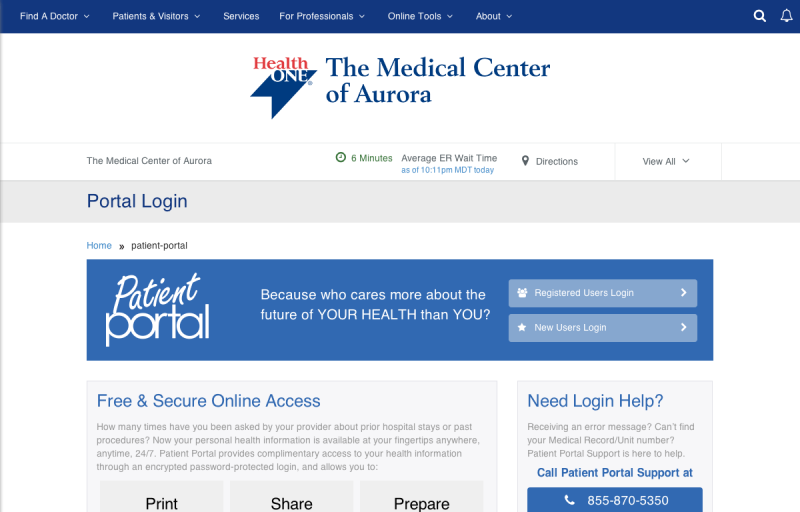 Find A Doctor
Patients & Visitors
Services
For Professionals
Online Tools
About
Health
ONE®
The Medical Center
of Aurora
The Medical Center of Aurora
6 Minutes
Average ER Wait Time
as of 10:11pm MDT today
Directions
View All
Portal Login
Home » patient-portal
Patient
portal
Because who cares more about the
future of YOUR HEALTH than YOU?
Registered Users Login
New Users Login
Free & Secure Online Access
How many times have you been asked by your provider about prior hospital stays or past
procedures? Now your personal health information is available at your fingertips anywhere,
anytime, 24/7. Patient Portal provides complimentary access to your health information
through an encrypted password-protected login, and allows you to:
Print
Share
Prepare
Need Login Help?
Receiving an error message? Can't find
your Medical Record/Unit number?
Patient Portal Support is here to help.
Call Patient Portal Support at
855-870-5350